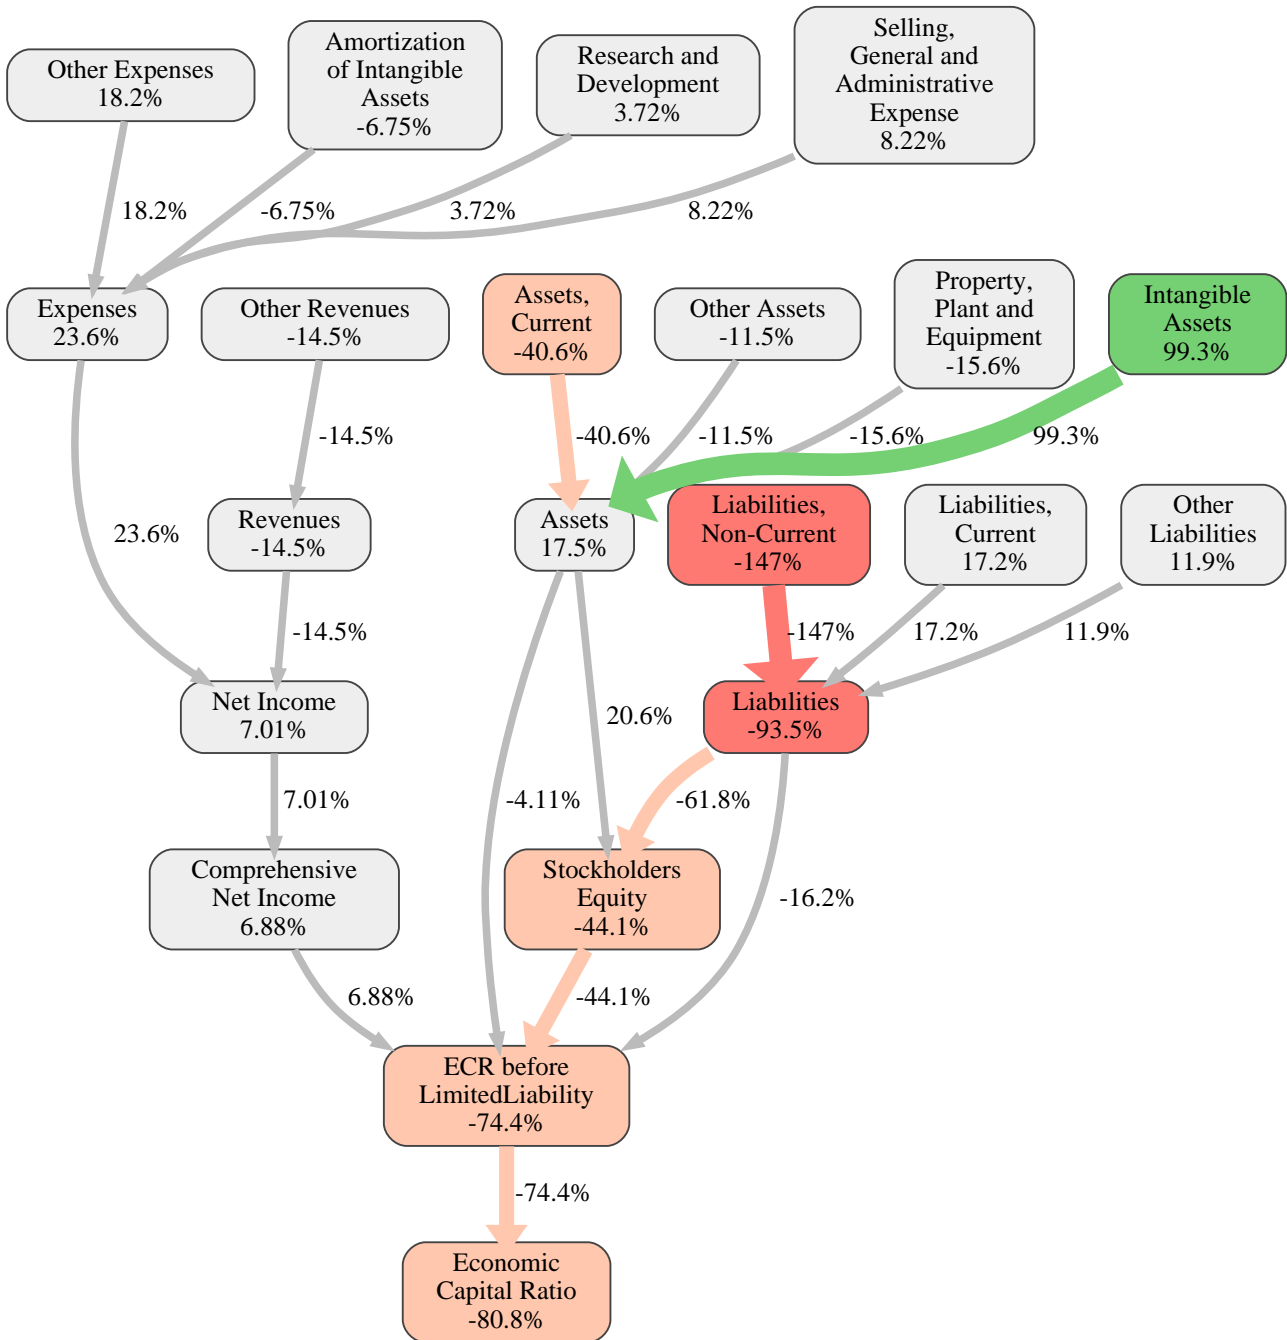 Other Expenses
18.2%
Amortization
of Intangible
Assets
-6.75%
Research and
Development
3.72%
Selling,
General and
Administrative
Expense
8.22%
18.2%
-6.75%
3.72%
8.22%
Expenses
23.6%
Other Revenues
-14.5%
Assets,
Current
-40.6%
Other Assets
-11.5%
Property,
Plant and
Equipment
-15.6%
Intangible
Assets
99.3%
-14.5%
-40.6%
-11.5%
-15.6%
99.3%
23.6%
Revenues
-14.5%
Assets
17.5%
Liabilities,
Non-Current
-147%
Liabilities,
Current
17.2%
Other
Liabilities
11.9%
-14.5%
-147%
17.2%
11.9%
Net Income
7.01%
20.6%
Liabilities
-93.5%
7.01%
-4.11%
-61.8%
Comprehensive
Net Income
6.88%
Stockholders
Equity
-44.1%
-16.2%
6.88%
-44.1%
ECR before
LimitedLiability
-74.4%
-74.4%
Economic
Capital Ratio
-80.8%